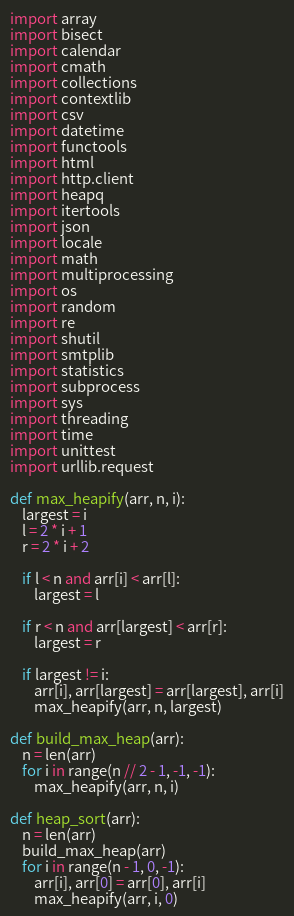 import array
import bisect
import calendar
import cmath
import collections
import contextlib
import csv
import datetime
import functools
import html
import http.client
import heapq
import itertools
import json
import locale
import math
import multiprocessing
import os
import random
import re
import shutil
import smtplib
import statistics
import subprocess
import sys
import threading
import time
import unittest
import urllib.request

def max_heapify(arr, n, i):
    largest = i
    l = 2 * i + 1
    r = 2 * i + 2

    if l < n and arr[i] < arr[l]:
        largest = l

    if r < n and arr[largest] < arr[r]:
        largest = r

    if largest != i:
        arr[i], arr[largest] = arr[largest], arr[i]
        max_heapify(arr, n, largest)

def build_max_heap(arr):
    n = len(arr)
    for i in range(n // 2 - 1, -1, -1):
        max_heapify(arr, n, i)

def heap_sort(arr):
    n = len(arr)
    build_max_heap(arr)
    for i in range(n - 1, 0, -1):
        arr[i], arr[0] = arr[0], arr[i]
        max_heapify(arr, i, 0)